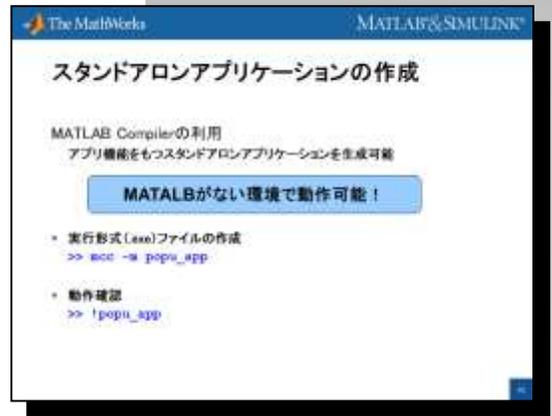 The MathWorks
MATLAB®&SIMULINK®
スタンドアロンアプリケーションの作成
MATLAB Compilerの利用
アプリ機能をもつスタンドアロンアプリケーションを生成可能
MATALBがない環境で動作可能！
• 実行形式(.exe)ファイルの作成
>> mcc -m popu_app
• 動作確認
>> !popu_app